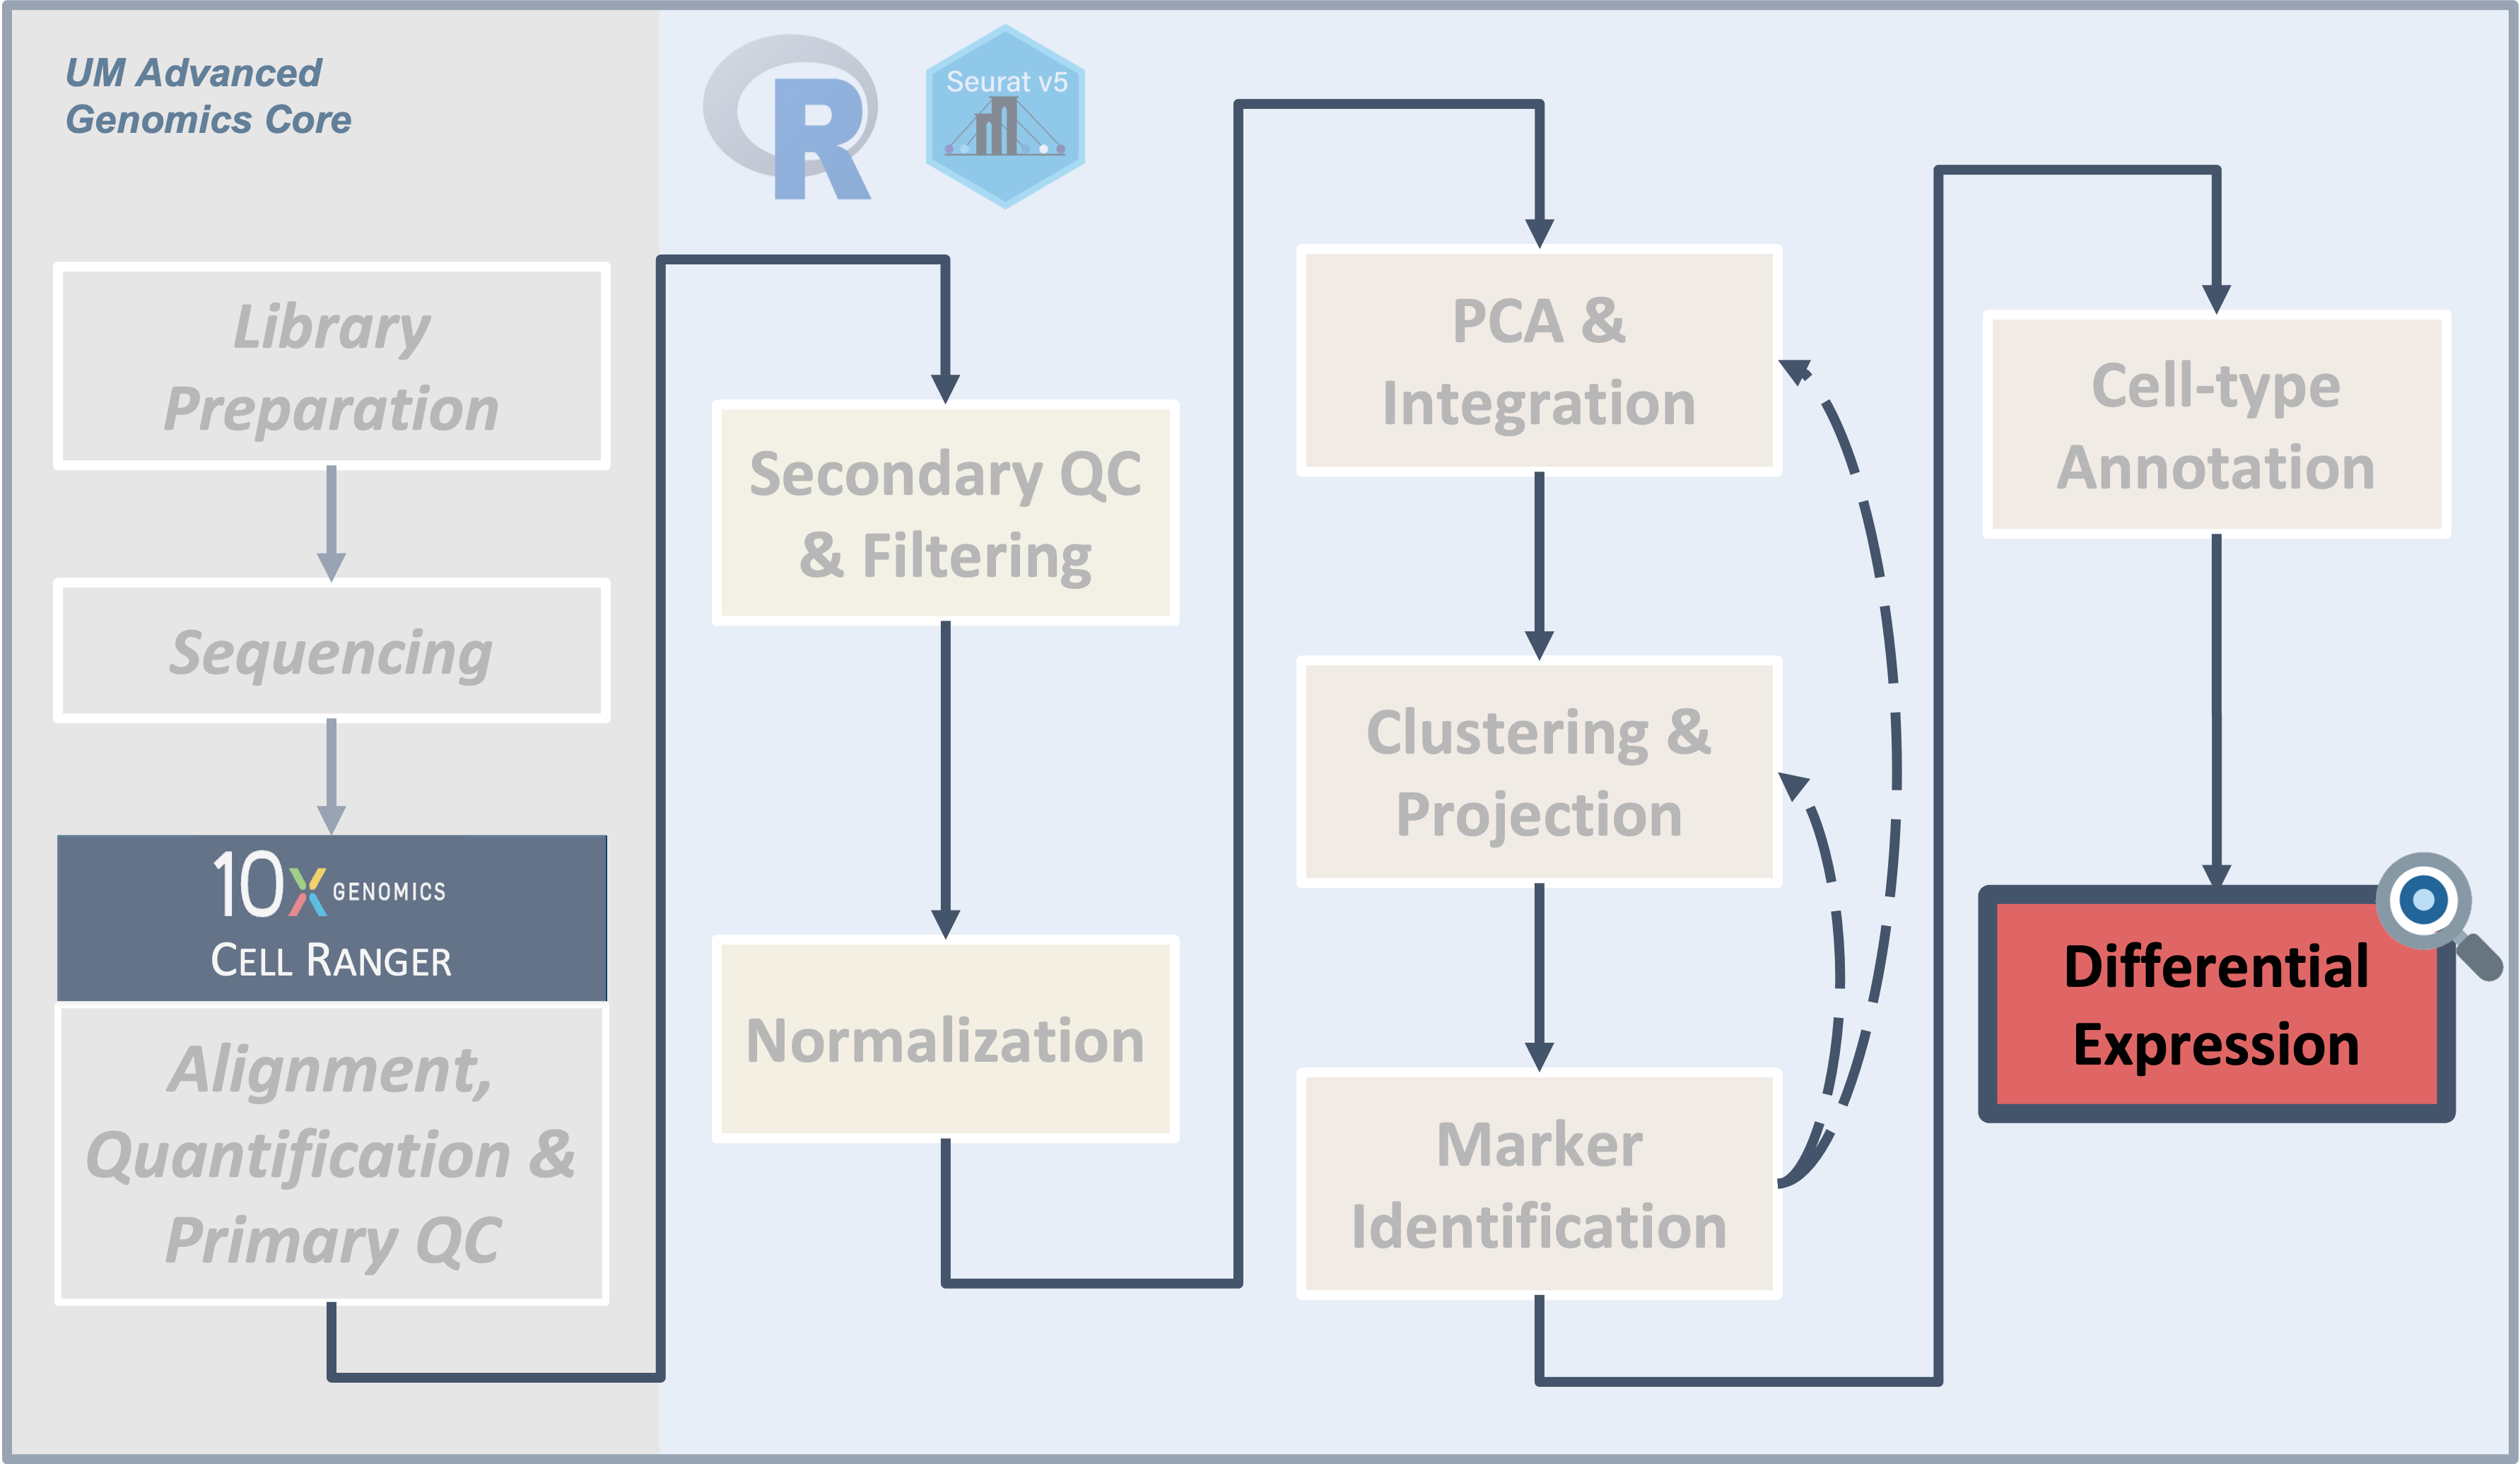 UM Advanced
Genomics Core
Library
Preparation
Sequencing
10x GENOMICS
CELL RANGER
Alignment,
Quantification &
Primary QC
R
Seurat v5
Secondary QC
& Filtering
Normalization
PCA &
Integration
Clustering &
Projection
Marker
Identification
Cell-type
Annotation
Differential
Expression